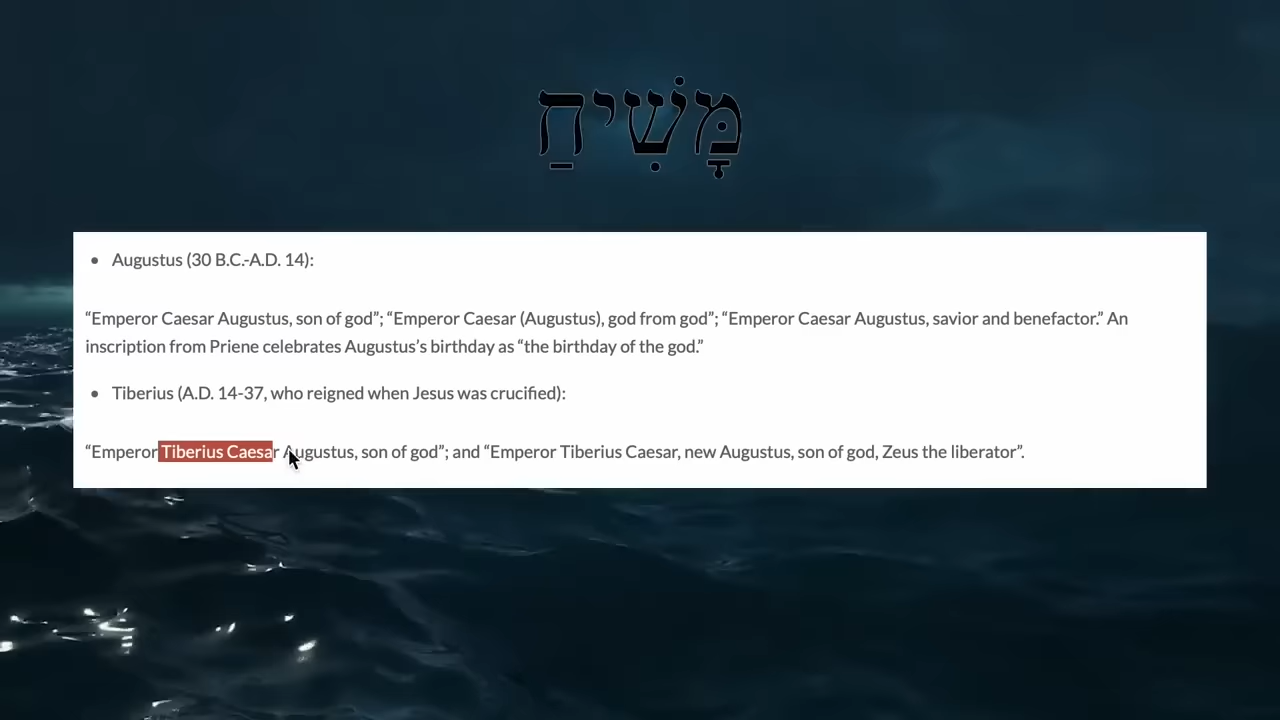 מָּשִׁיחַ
• Augustus (30 B.C.-A.D. 14):
“Emperor Caesar Augustus, son of god”; “Emperor Caesar (Augustus), god from god”; “Emperor Caesar Augustus, savior and benefactor.” An
inscription from Priene celebrates Augustus’s birthday as “the birthday of the god.”
• Tiberius (A.D. 14-37, who reigned when Jesus was crucified):
“Emperor Tiberius Caesar Augustus, son of god”; and “Emperor Tiberius Caesar, new Augustus, son of god, Zeus the liberator”.